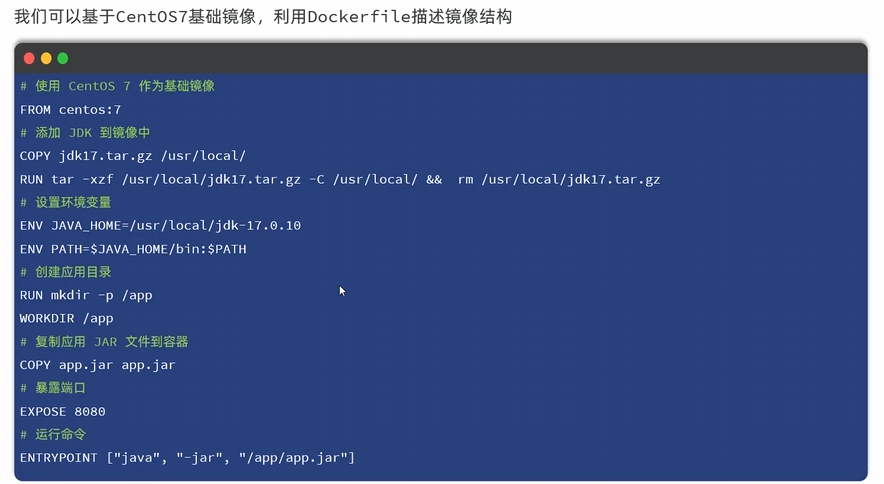 我们可以基于CentOS7基础镜像，利用Dockerfile描述镜像结构
# 使用 CentOS 7 作为基础镜像
FROM centos:7
# 添加 JDK 到镜像中
COPY jdk17.tar.gz /usr/local/
RUN tar -xzf /usr/local/jdk17.tar.gz -C /usr/local/ &&  rm /usr/local/jdk17.tar.gz
# 设置环境变量
ENV JAVA_HOME=/usr/local/jdk-17.0.10
ENV PATH=$JAVA_HOME/bin:$PATH
# 创建应用目录
RUN mkdir -p /app
WORKDIR /app
# 复制应用 JAR 文件到容器
COPY app.jar app.jar
# 暴露端口
EXPOSE 8080
# 运行命令
ENTRYPOINT ["java", "-jar", "/app/app.jar"]